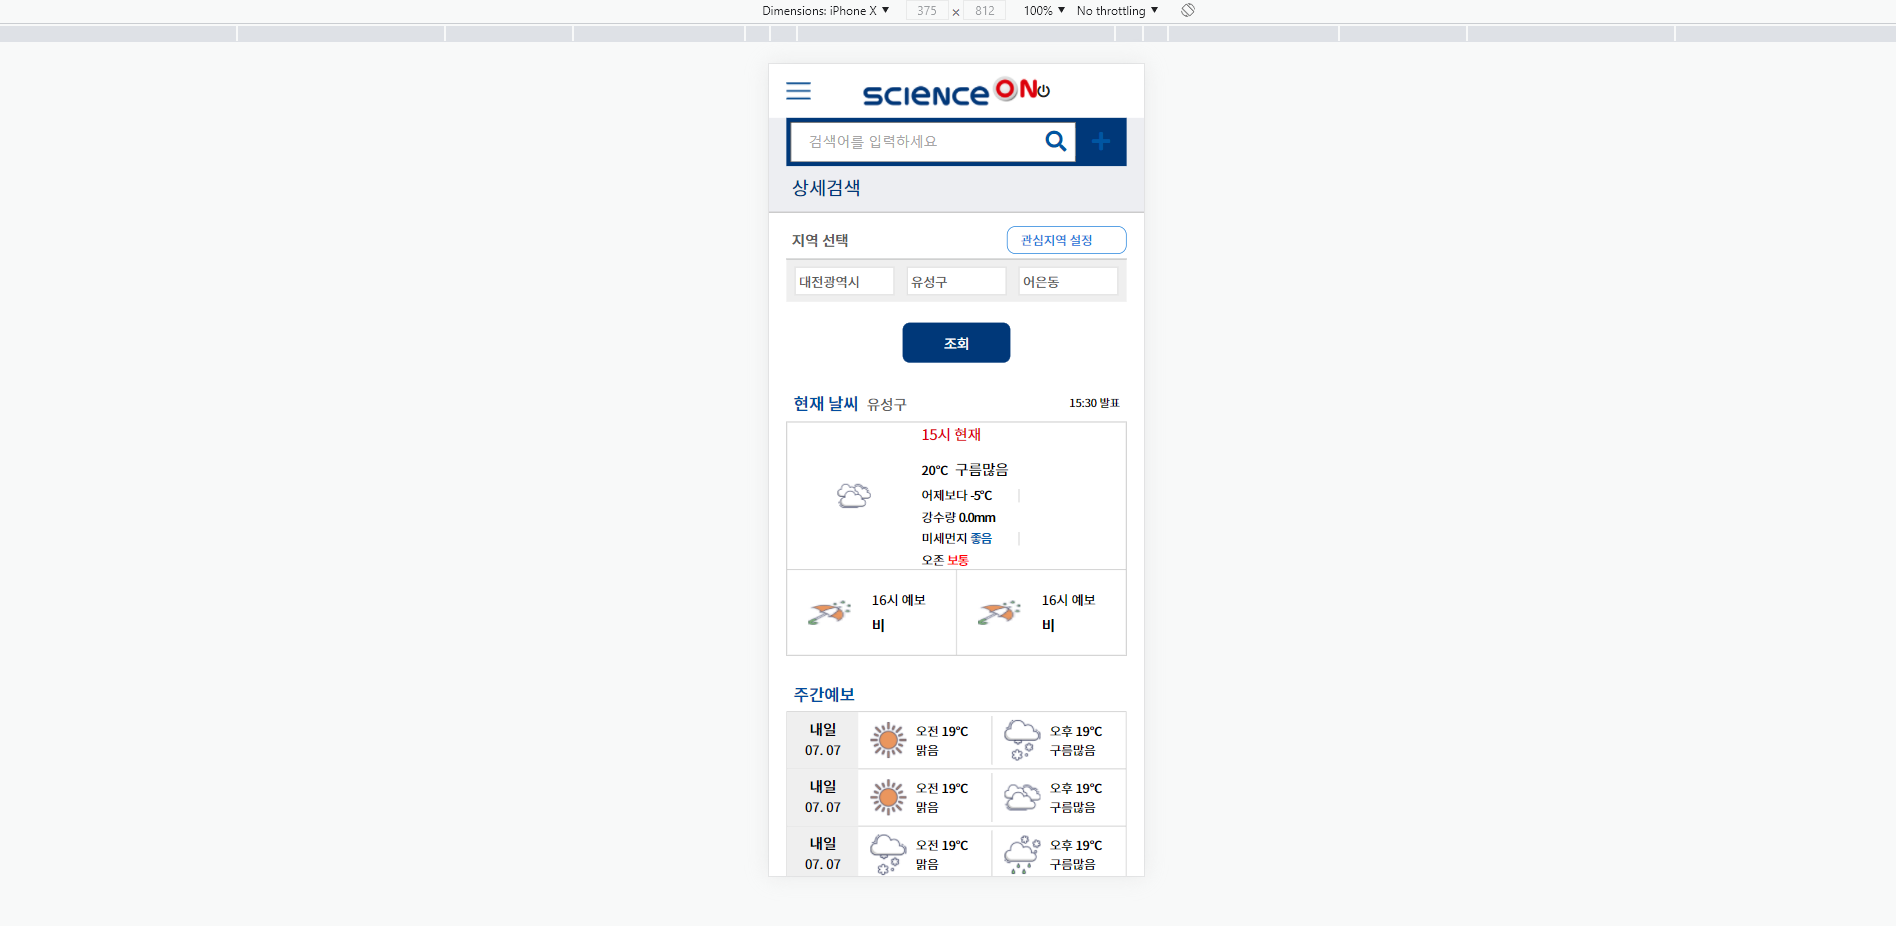 Dimensions: iPhone X ▼ 375 × 812 100% ▼ No throttling ▼
SCIENCE ON
검색어를 입력하세요
상세검색
지역 선택 관심지역 설정
대전광역시 유성구 어은동
조회
현재 날씨 유성구 15:30 발표
15시 현재
20℃ 구름많음
어제보다 -5℃
강수량 0.0mm
미세먼지 좋음
오존 보통
16시 예보 16시 예보
비 비
주간예보
내일 오전 19℃ 오후 19℃
07. 07 맑음 구름많음
내일 오전 19℃ 오후 19℃
07. 07 맑음 구름많음
내일 오전 19℃ 오후 19℃
07. 07 맑음 구름많음